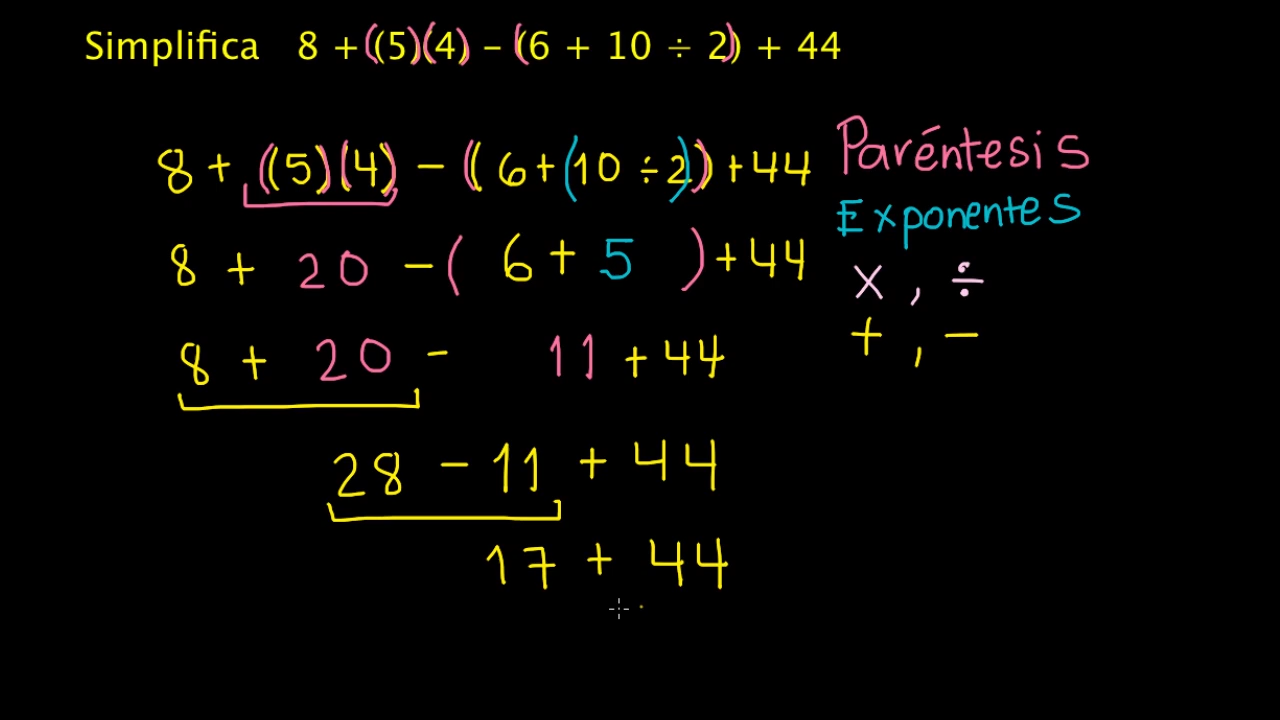 Simplifica 8 + ((5)(4) – (6 + 10 ÷ 2) + 44
8 + ((5)(4) – (( 6 + (10 ÷ 2)) + 44
Paréntesis
Exponentes
8 + 20 – ( 6 + 5 ) + 44
x , ÷
+ , –
8 + 20 – 11 + 44
28 – 11 + 44
17 + 44